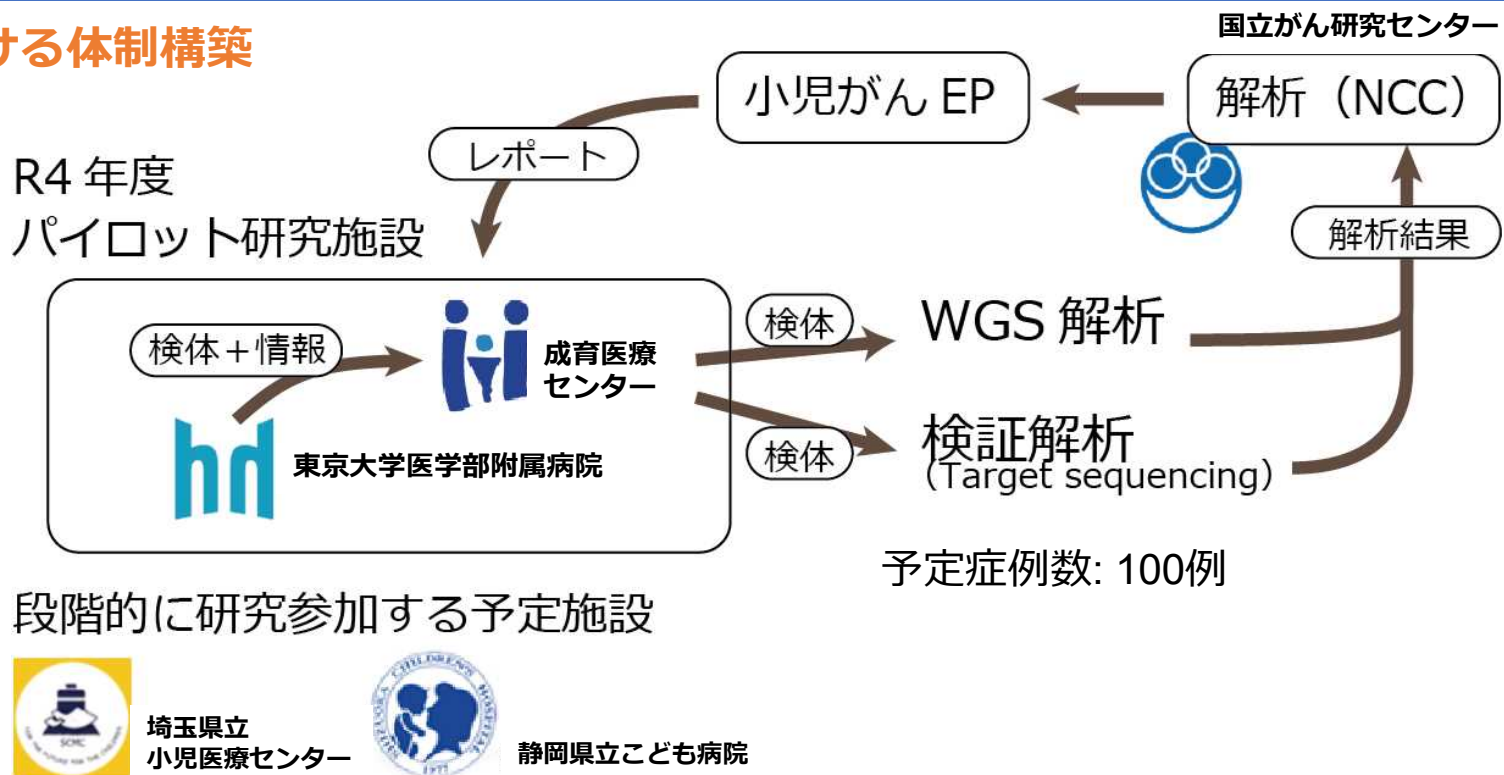 ける体制構築
国立がん研究センター
小児がん EP
解析（NCC）
レポート
R4 年度
パイロット研究施設
解析結果
検体＋情報
成育医療
センター
検体
WGS 解析
東京大学医学部附属病院
検体
検証解析
（Target sequencing）
予定症例数: 100例
段階的に研究参加する予定施設
埼玉県立
小児医療センター
SCMC
SHIZUOKA CHILDREN'S HOSPITAL
1977
静岡県立こども病院